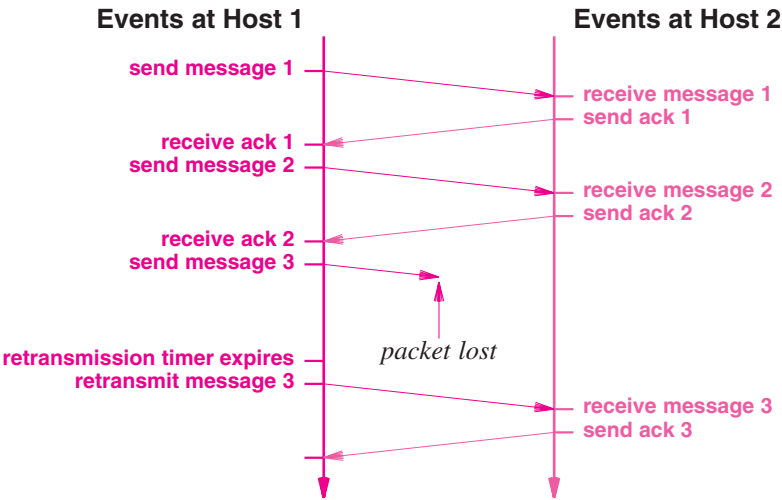 Events at Host 1
Events at Host 2
send message 1
receive message 1
send ack 1
receive ack 1
send message 2
receive message 2
send ack 2
receive ack 2
send message 3
packet lost
retransmission timer expires
retransmit message 3
receive message 3
send ack 3